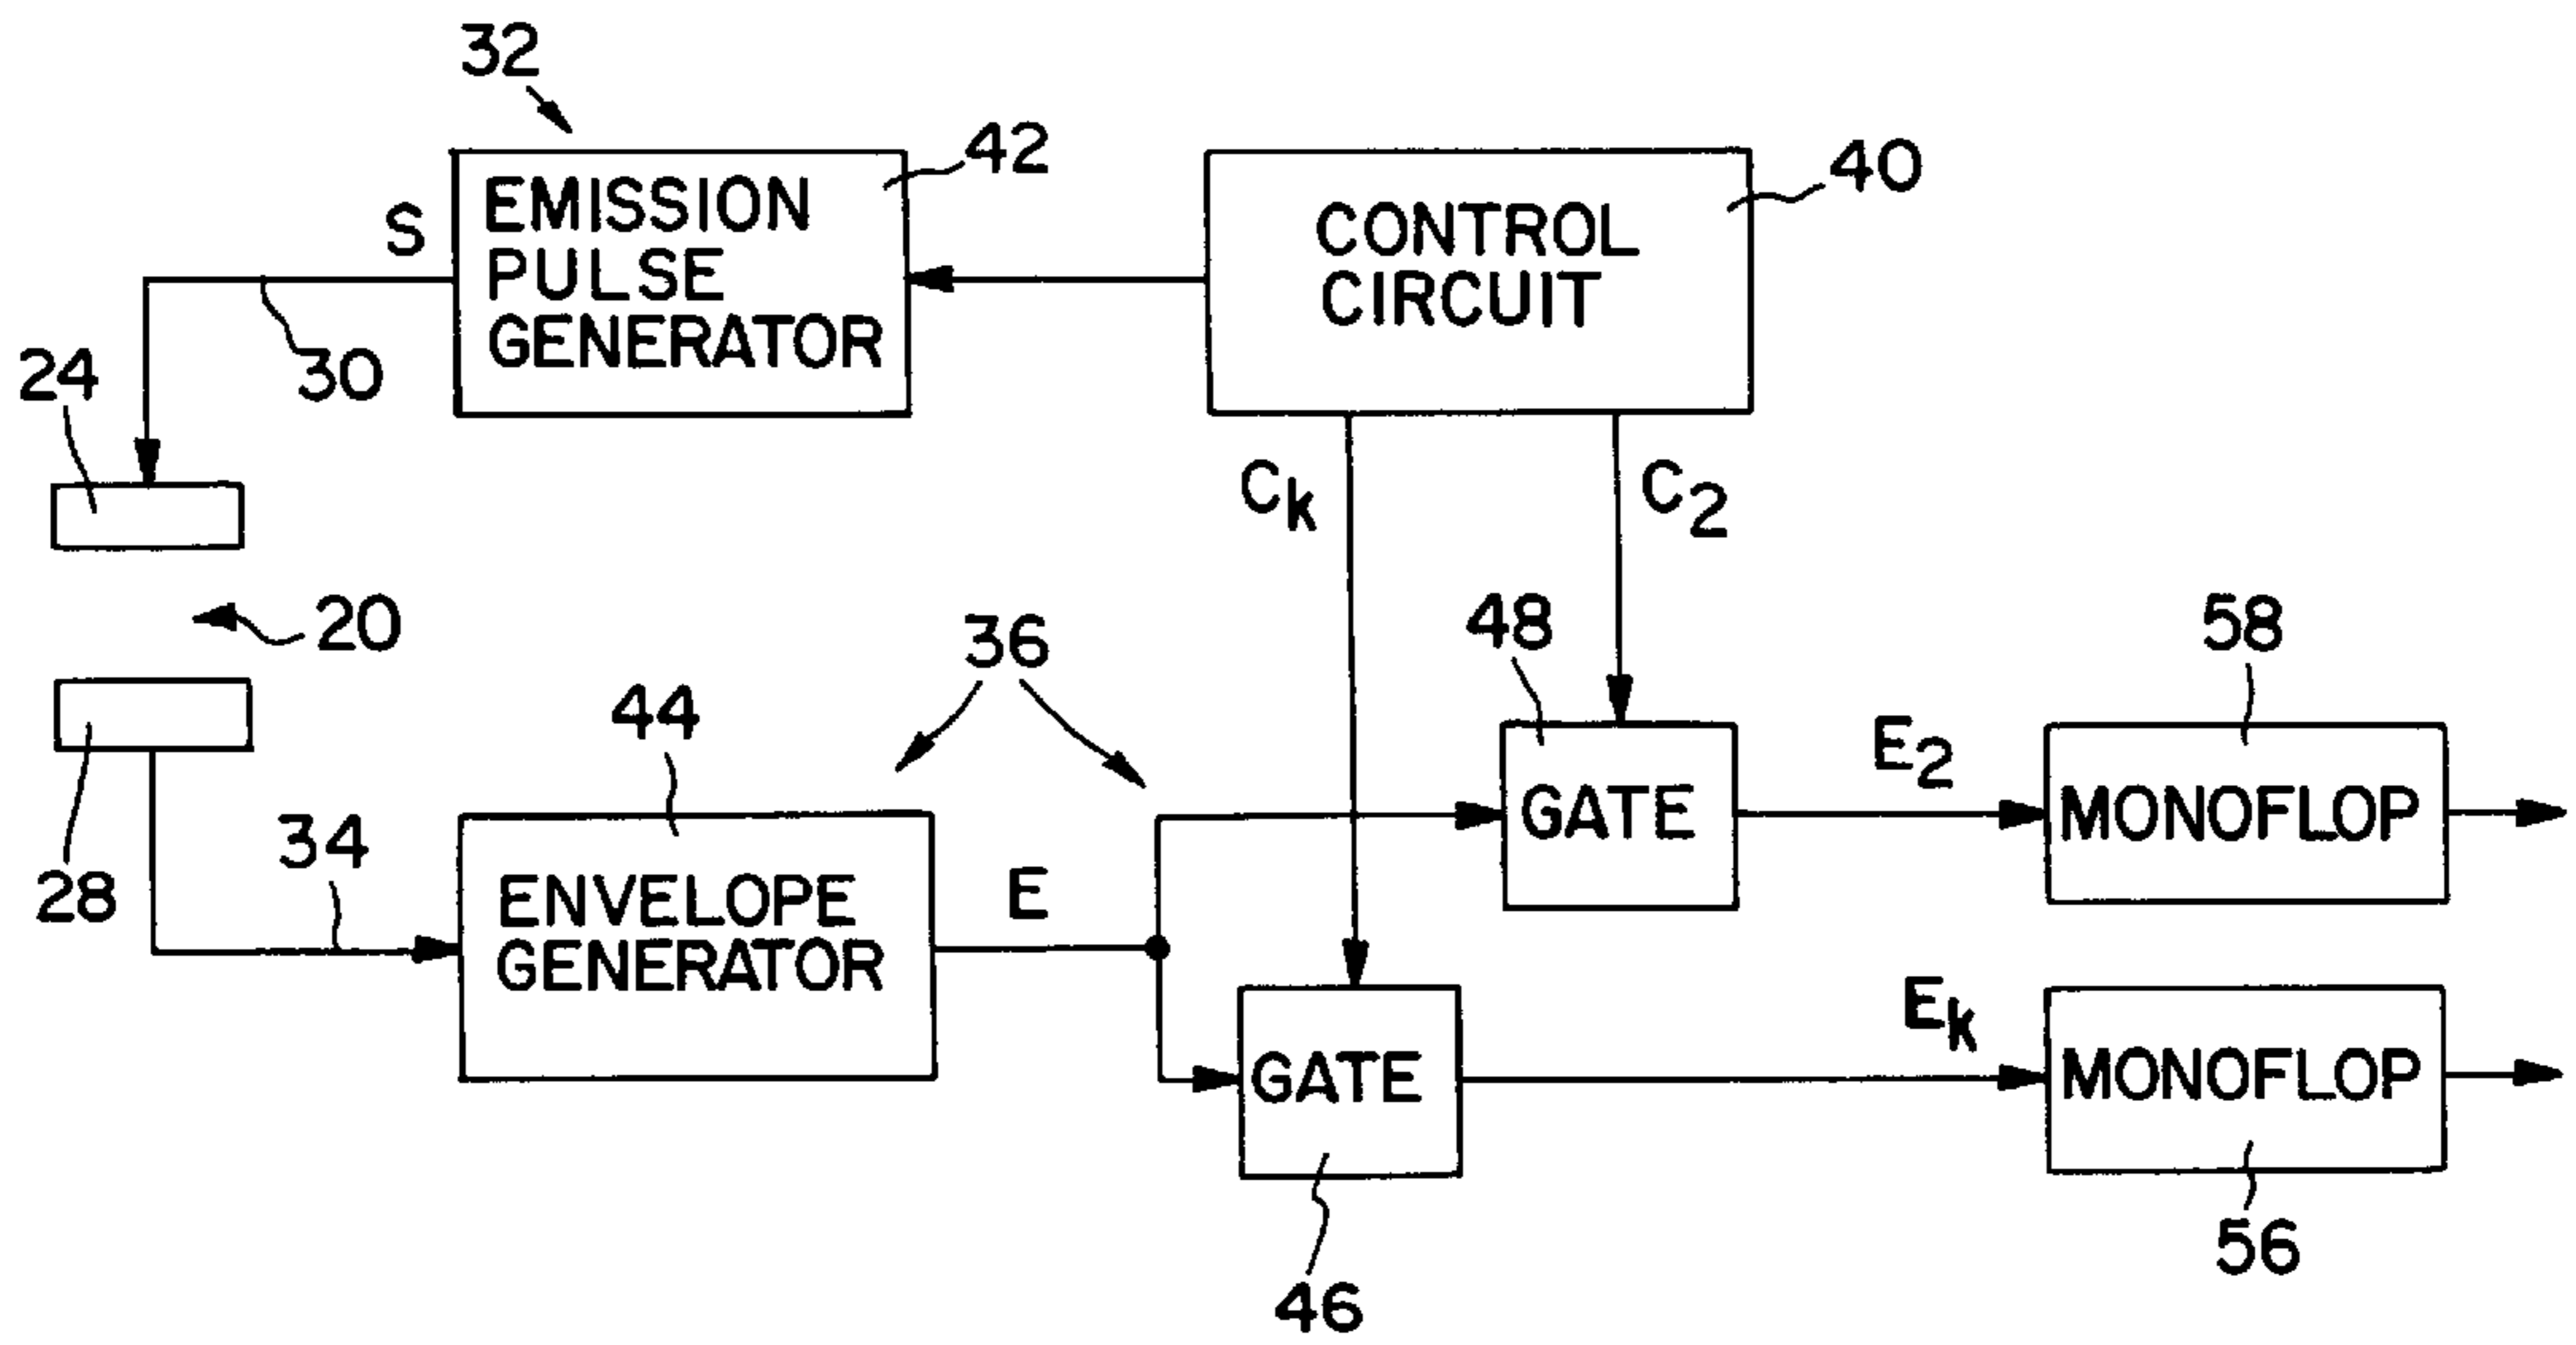 32
42
40
S
EMISSION
PULSE
GENERATOR
CONTROL
CIRCUIT
30
24
Ck
C2
20
36
48
58
44
E2
28
34
GATE
MONOFLOP
E
ENVELOPE
GENERATOR
Ek
GATE
MONOFLOP
46
56